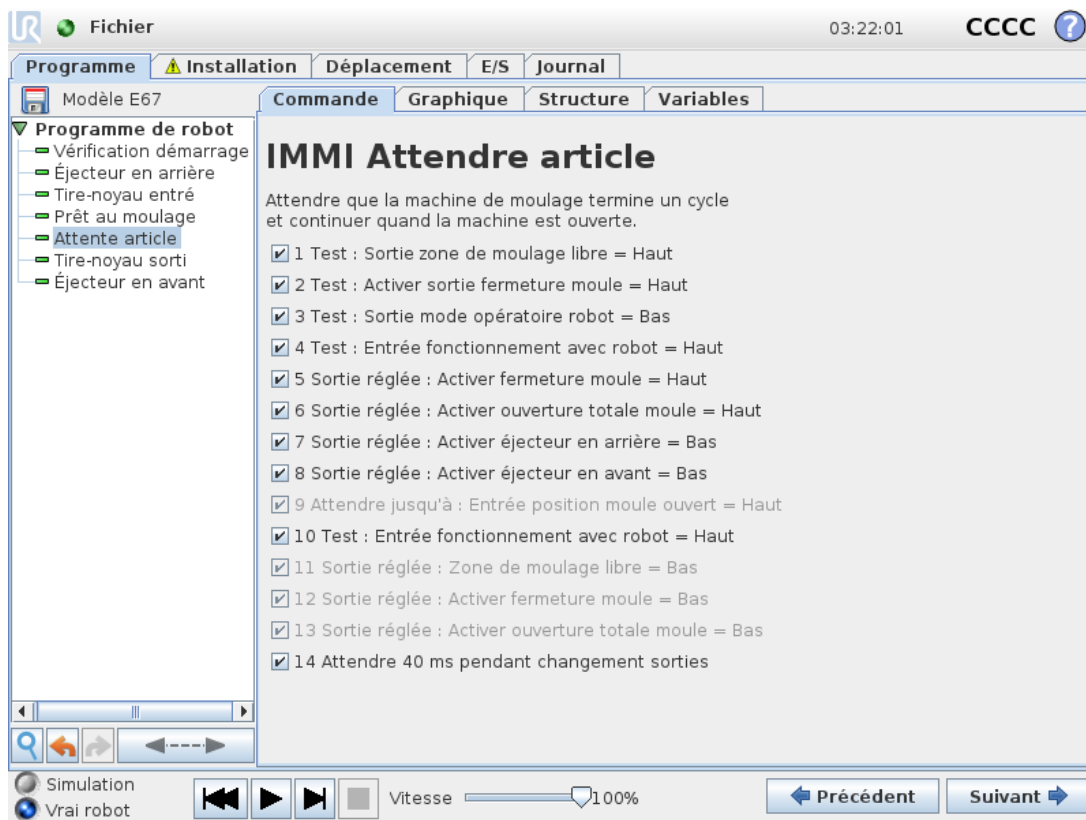 UR Fichier 03:22:01 CCCC ?
Programme Installation Déplacement E/S Journal
Modèle E67
Commande Graphique Structure Variables
Programme de robot
Vérification démarrage
Éjecteur en arrière
Tire-noyau entré
Prêt au moulage
Attente article
Tire-noyau sorti
Éjecteur en avant
IMMI Attendre article
Attendre que la machine de moulage termine un cycle
et continuer quand la machine est ouverte.
1 Test : Sortie zone de moulage libre = Haut
2 Test : Activer sortie fermeture moule = Haut
3 Test : Sortie mode opératoire robot = Bas
4 Test : Entrée fonctionnement avec robot = Haut
5 Sortie réglée : Activer fermeture moule = Haut
6 Sortie réglée : Activer ouverture totale moule = Haut
7 Sortie réglée : Activer éjecteur en arrière = Bas
8 Sortie réglée : Activer éjecteur en avant = Bas
9 Attendre jusqu'à : Entrée position moule ouvert = Haut
10 Test : Entrée fonctionnement avec robot = Haut
11 Sortie réglée : Zone de moulage libre = Bas
12 Sortie réglée : Activer fermeture moule = Bas
13 Sortie réglée : Activer ouverture totale moule = Bas
14 Attendre 40 ms pendant changement sorties
Simulation
Vrai robot
Vitesse 100%
Précédent Suivant